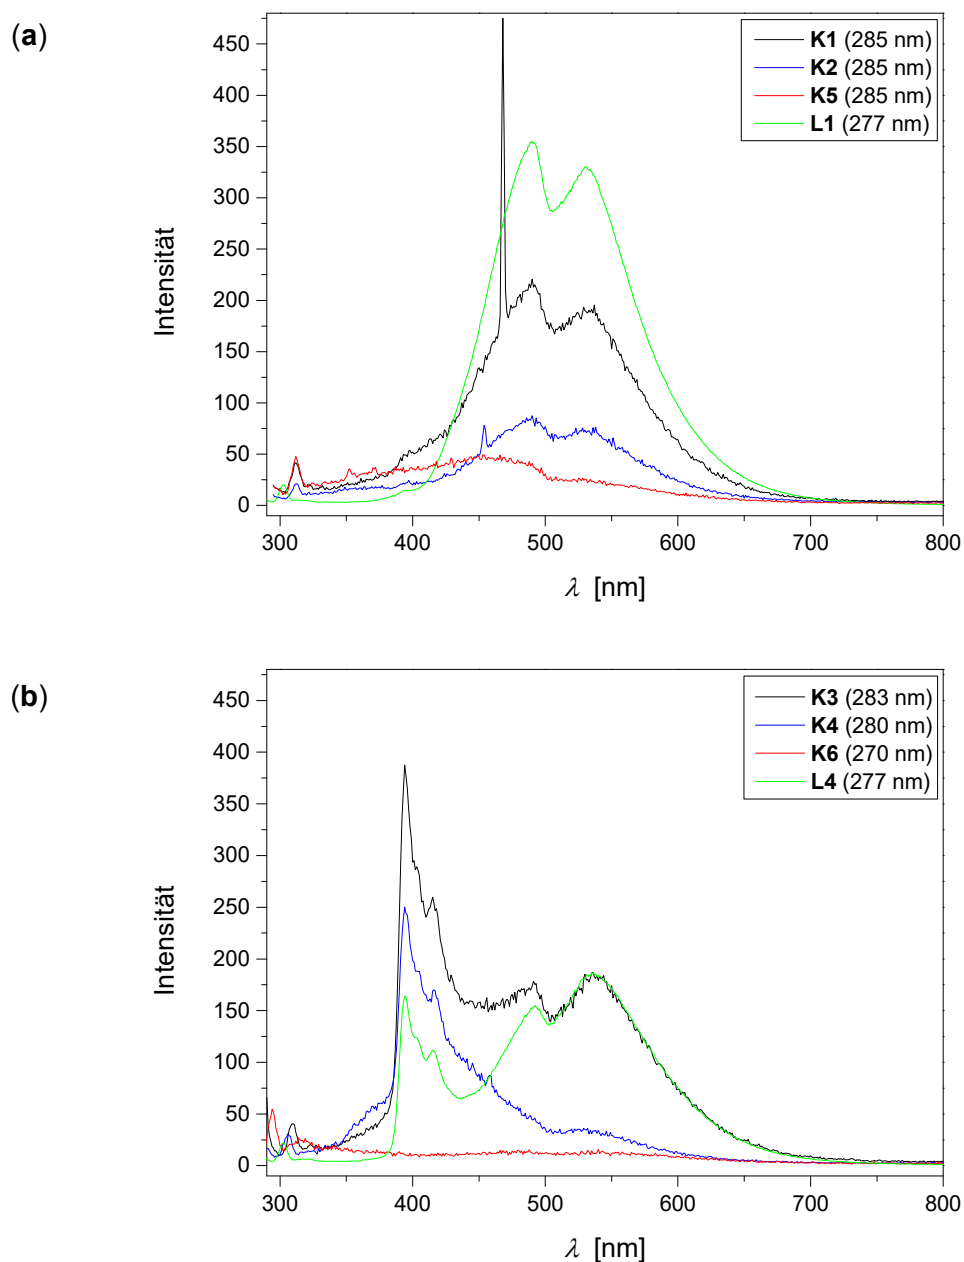 (a)
K1 (285 nm)
K2 (285 nm)
K5 (285 nm)
L1 (277 nm)
450
400
350
300
250
200
150
100
50
0
Intensität
300 400 500 600 700 800
λ [nm]
(b)
K3 (283 nm)
K4 (280 nm)
K6 (270 nm)
L4 (277 nm)
450
400
350
300
250
200
150
100
50
0
Intensität
300 400 500 600 700 800
λ [nm]